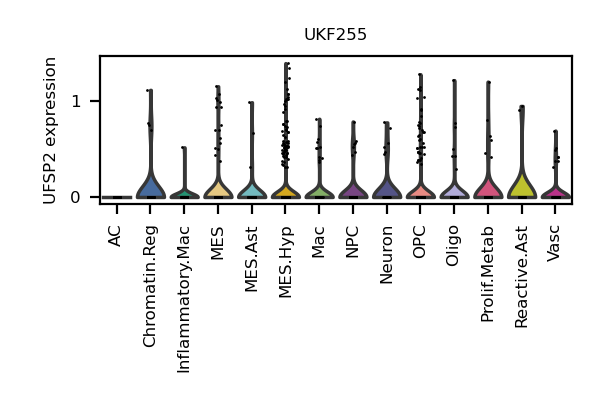 UKF255
UFSP2 expression
1
0
AC
Chromatin.Reg
Inflammatory.Mac
MES
MES.Ast
MES.Hyp
Mac
NPC
Neuron
OPC
Oligo
Prolif.Metab
Reactive.Ast
Vasc